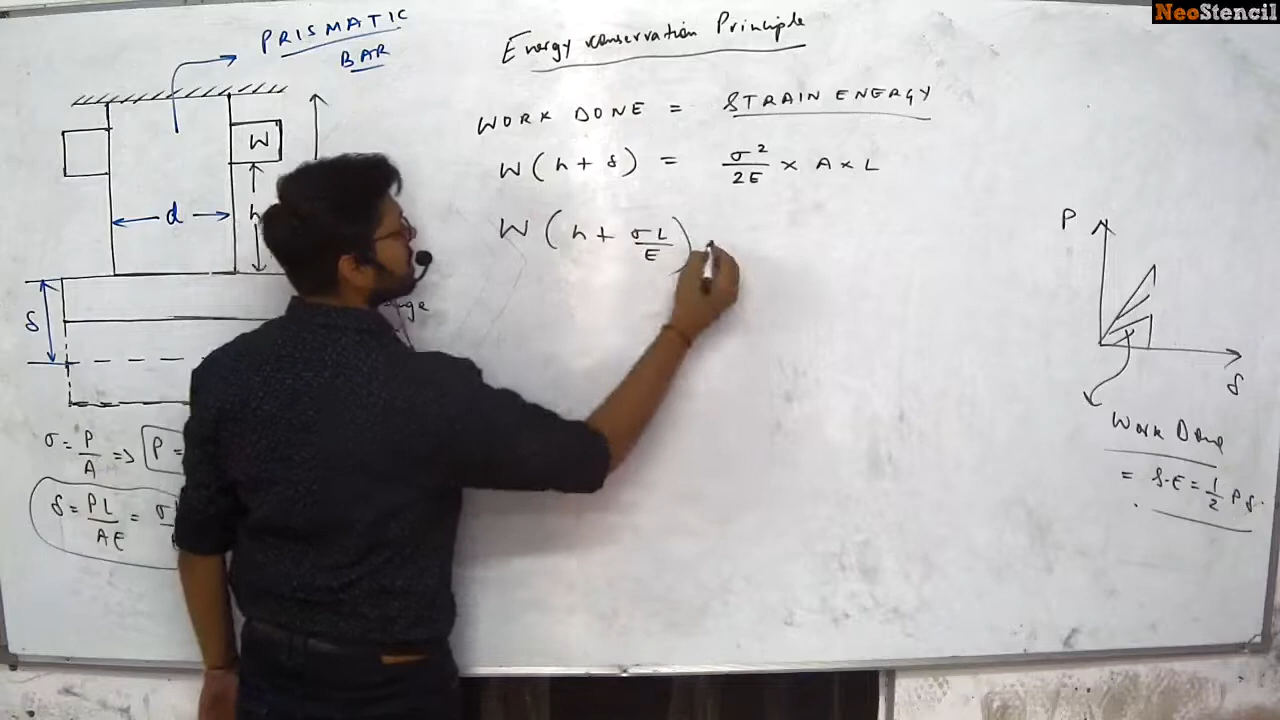 NeoStencil
PRISMATIC
BAR
W
d
h
δ
σ = P/A => P =
δ = PL/AE =
Energy conservation Principle
WORK DONE = STRAIN ENERGY
W(h + δ) = σ²/2E × A × L
W(h + σL/E)
P
δ
Work Done
= S.E = 1/2 Pδ.